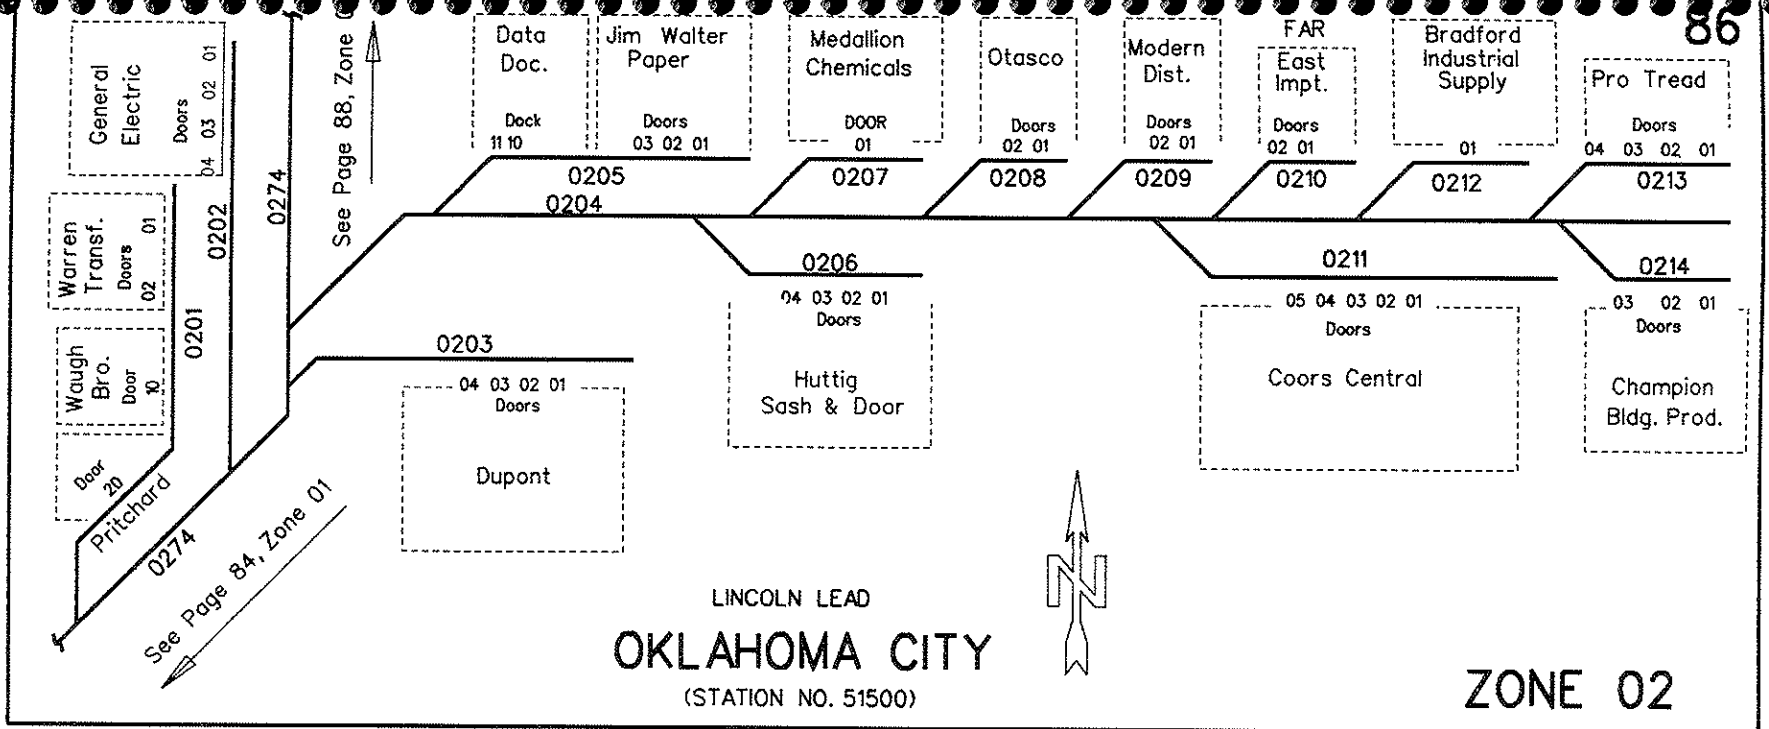 86
General
Electric
Doors
04 03 02 01
0202
0274
See Page 88, Zone
Data
Doc.
Dock
11 10
Jim Walter
Paper
Doors
03 02 01
0205
0204
Medallion
Chemicals
DOOR
01
0207
Otasco
Doors
02 01
0208
Modern
Dist.
Doors
02 01
0209
FAR
East
Impt.
Doors
02 01
0210
Bradford
Industrial
Supply
01
0212
Pro Tread
Doors
04 03 02 01
0213
Warren
Transf.
Doors
02 01
0201
Waugh
Bro.
Door
10
Door
20
Pritchard
0274
See Page 84, Zone 01
0203
04 03 02 01
Doors
Dupont
0206
04 03 02 01
Doors
Huttig
Sash & Door
0211
05 04 03 02 01
Doors
Coors Central
0214
03 02 01
Doors
Champion
Bldg. Prod.
N
LINCOLN LEAD
OKLAHOMA CITY
(STATION NO. 51500)
ZONE 02